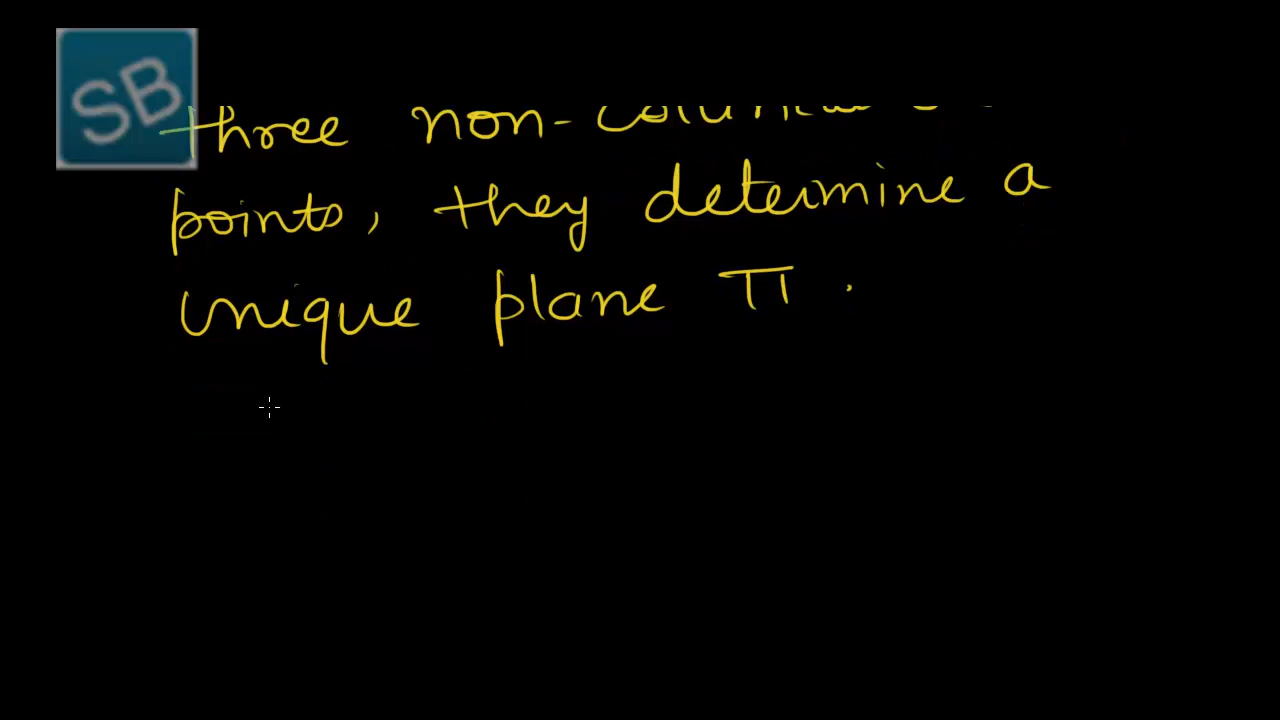 SB
three non-
points, they determine a
unique plane π.